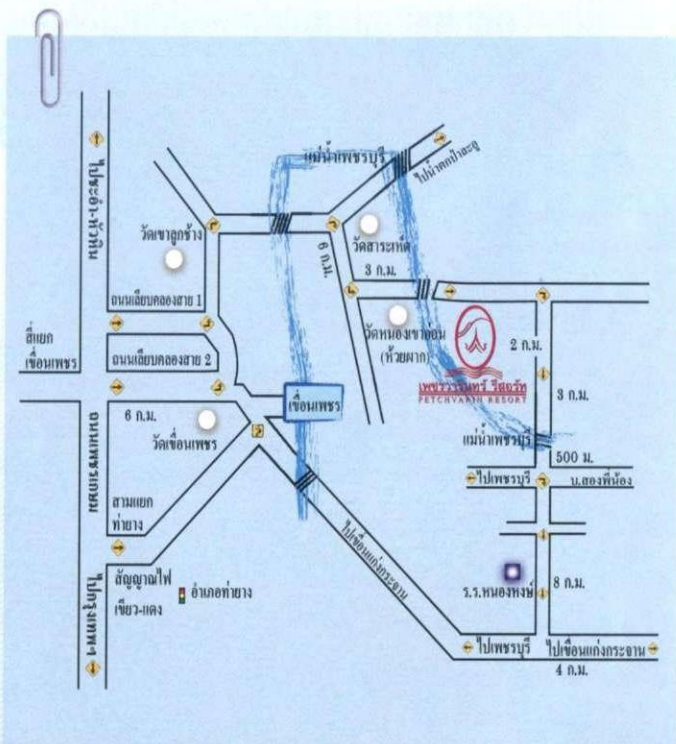 แม่น้ำเพชรบุรี
ไปน้ำตกป่าละอู
ไปชะอำ-หัวหิน
วัดเขาลูกช้าง
วัดสาระเห็ด
6 ก.ม.
3 ก.ม.
ถนนเลียบคลองสาย 1
สี่แยก
เขื่อนเพชร
ถนนเลียบคลองสาย 2
วัดหนองเขาอ่อน
(ห้วยผาก)
2 ก.ม.
เพชรวารินทร์ รีสอร์ท
PETCHVARIN RESORT
3 ก.ม.
เขื่อนเพชร
6 ก.ม.
วัดเขื่อนเพชร
แม่น้ำเพชรบุรี
500 ม.
ไปเพชรบุรี
บ.สองพี่น้อง
ถนนเพชรเกษม
สามแยก
ท่ายาง
ไปเขื่อนแก่งกระจาน
สัญญาณไฟ
เขียว-แดง
อำเภอท่ายาง
ร.ร.หนองหงษ์
8 ก.ม.
ไปกรุงเทพฯ
ไปเพชรบุรี
ไปเขื่อนแก่งกระจาน
4 ก.ม.